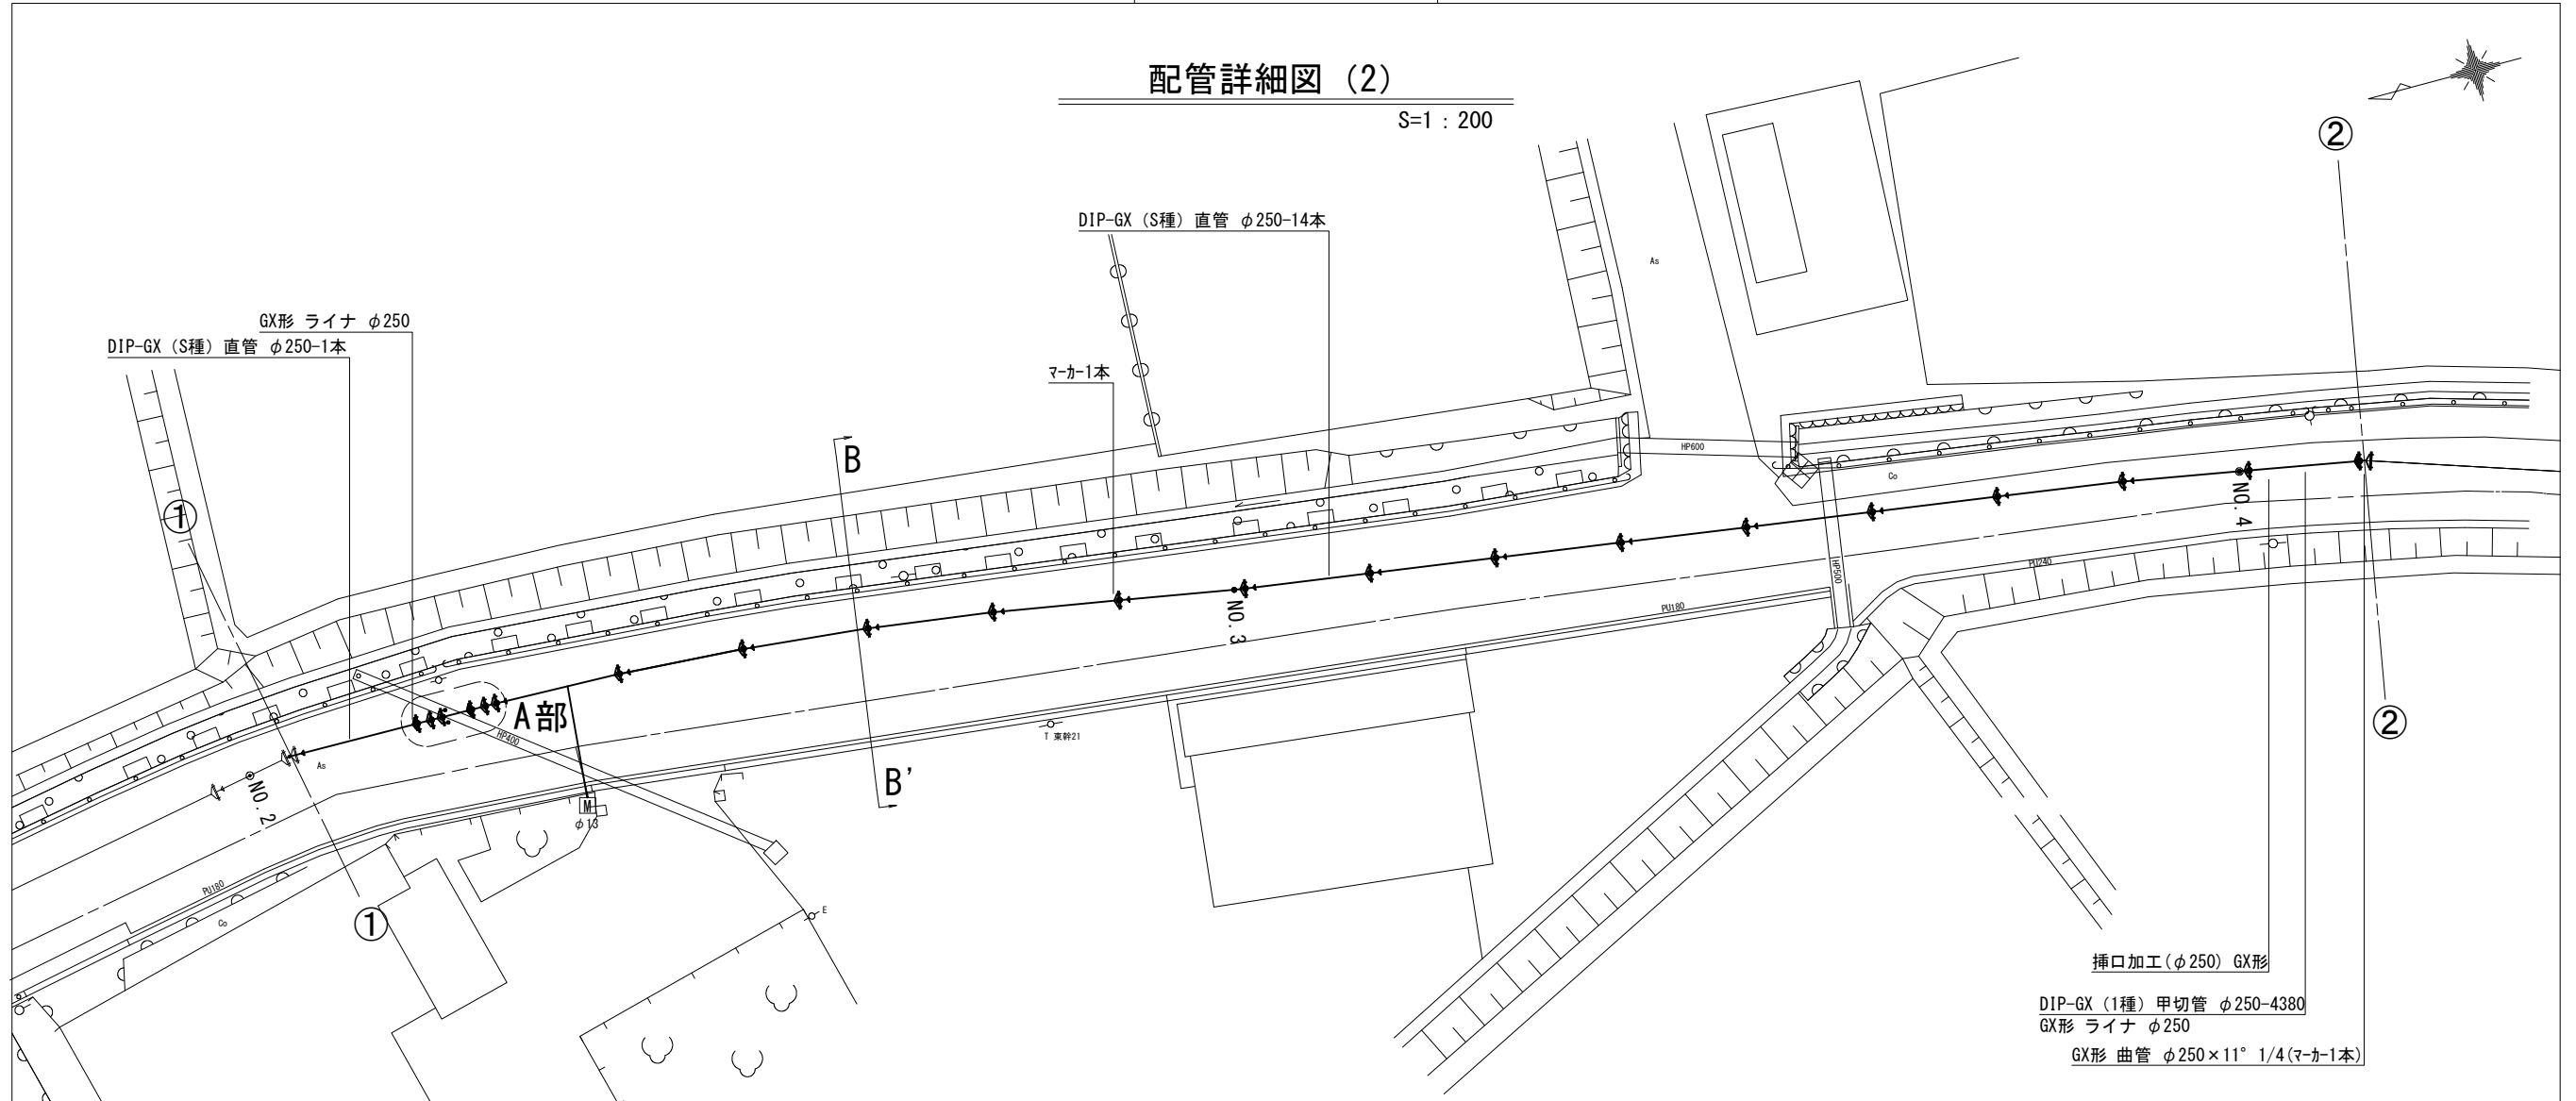 配管詳細図 (2)
S=1 : 200
②
DIP-GX (S種) 直管 φ250-14本
As
GX形 ライナ φ250
DIP-GX (S種) 直管 φ250-1本
マーカー1本
B
HP600
①
Co
NO. 4
HP500
PU240
NO. 3
PU180
A部
HP400
T 東幹21
②
As
NO. 2
B'
M
φ13
PU180
Co
①
E
挿口加工(φ250) GX形
DIP-GX (1種) 甲切管 φ250-4380
GX形 ライナ φ250
GX形 曲管 φ250×11° 1/4(マーカー1本)